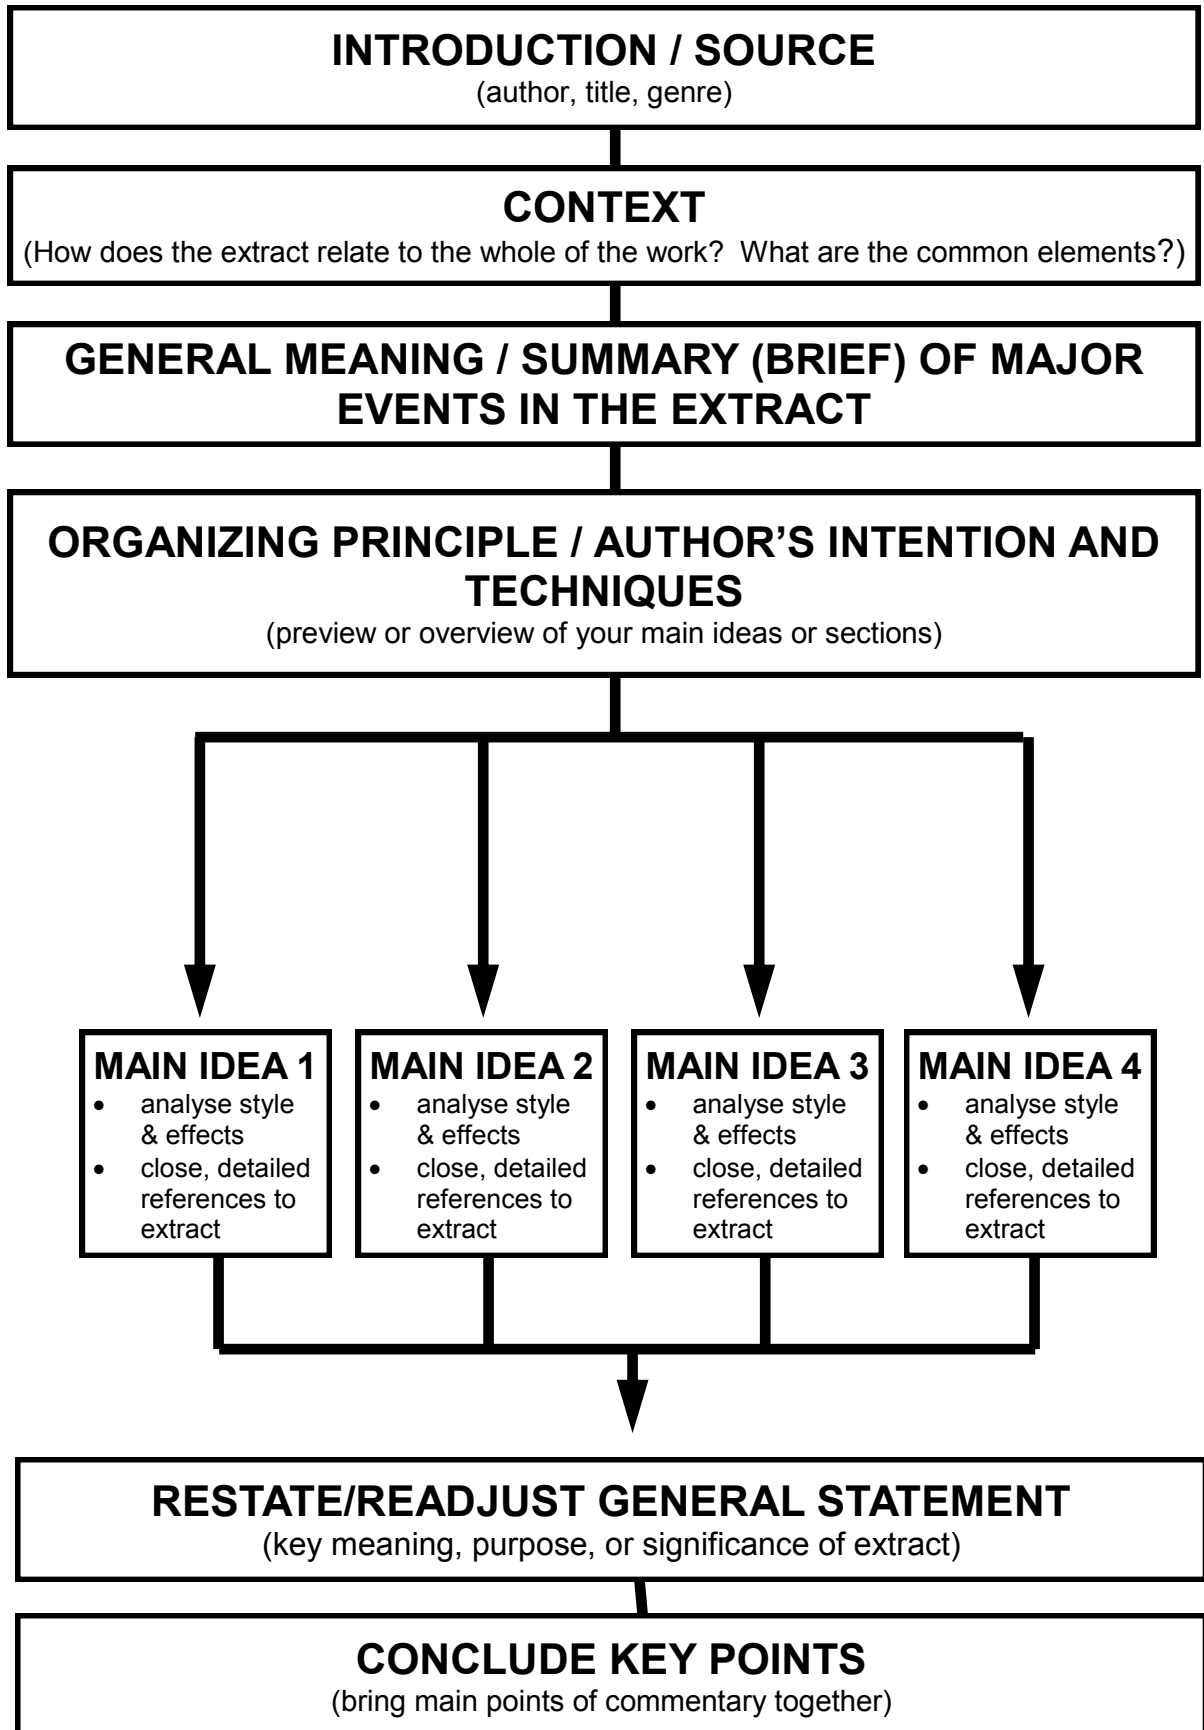 INTRODUCTION / SOURCE
(author, title, genre)
CONTEXT
(How does the extract relate to the whole of the work?  What are the common elements?)
GENERAL MEANING / SUMMARY (BRIEF) OF MAJOR
EVENTS IN THE EXTRACT
ORGANIZING PRINCIPLE / AUTHOR’S INTENTION AND
TECHNIQUES
(preview or overview of your main ideas or sections)
MAIN IDEA 1
• analyse style
& effects
• close, detailed
references to
extract
MAIN IDEA 2
• analyse style
& effects
• close, detailed
references to
extract
MAIN IDEA 3
• analyse style
& effects
• close, detailed
references to
extract
MAIN IDEA 4
• analyse style
& effects
• close, detailed
references to
extract
RESTATE/READJUST GENERAL STATEMENT
(key meaning, purpose, or significance of extract)
CONCLUDE KEY POINTS
(bring main points of commentary together)